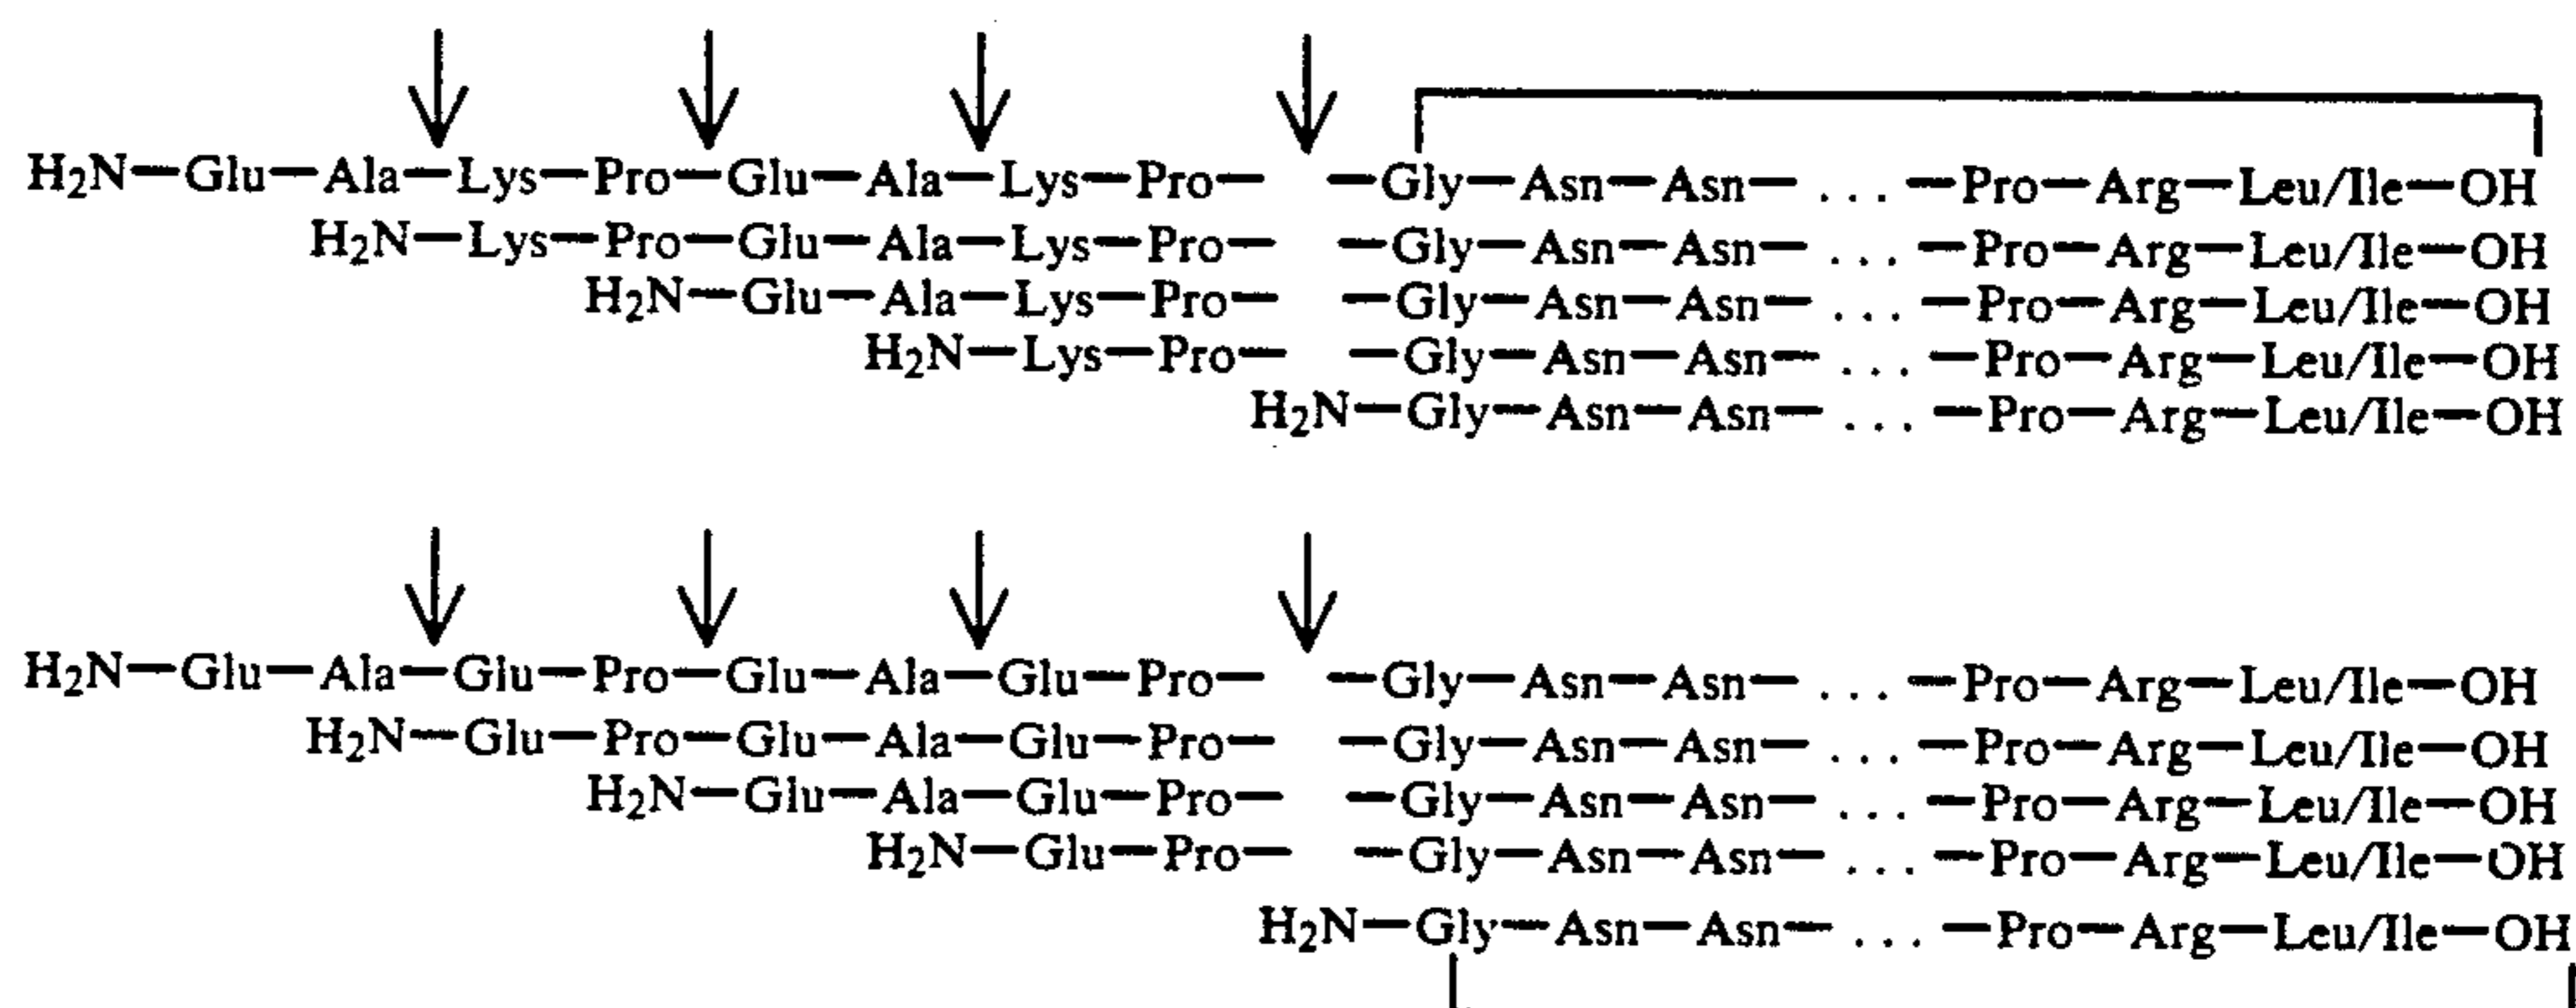 H₂N—Glu—Ala—Lys—Pro—Glu—Ala—Lys—Pro— —Gly—Asn—Asn— ... —Pro—Arg—Leu/Ile—OH
H₂N—Lys—Pro—Glu—Ala—Lys—Pro— —Gly—Asn—Asn— ... —Pro—Arg—Leu/Ile—OH
H₂N—Glu—Ala—Lys—Pro— —Gly—Asn—Asn— ... —Pro—Arg—Leu/Ile—OH
H₂N—Lys—Pro— —Gly—Asn—Asn— ... —Pro—Arg—Leu/Ile—OH
H₂N—Gly—Asn—Asn— ... —Pro—Arg—Leu/Ile—OH
H₂N—Glu—Ala—Glu—Pro—Glu—Ala—Glu—Pro— —Gly—Asn—Asn— ... —Pro—Arg—Leu/Ile—OH
H₂N—Glu—Pro—Glu—Ala—Glu—Pro— —Gly—Asn—Asn— ... —Pro—Arg—Leu/Ile—OH
H₂N—Glu—Ala—Glu—Pro— —Gly—Asn—Asn— ... —Pro—Arg—Leu/Ile—OH
H₂N—Glu—Pro— —Gly—Asn—Asn— ... —Pro—Arg—Leu/Ile—OH
H₂N—Gly—Asn—Asn— ... —Pro—Arg—Leu/Ile—OH